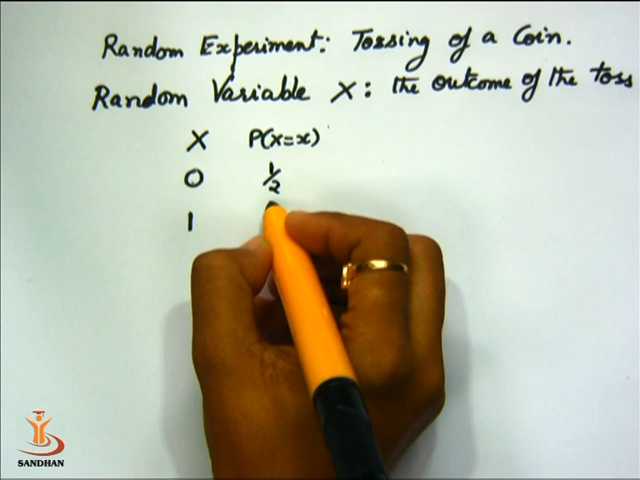 Random Experiment: Tossing of a Coin.
Random Variable X: the outcome of the toss
X P(X=x)
0 1/2
1
SANDHAN